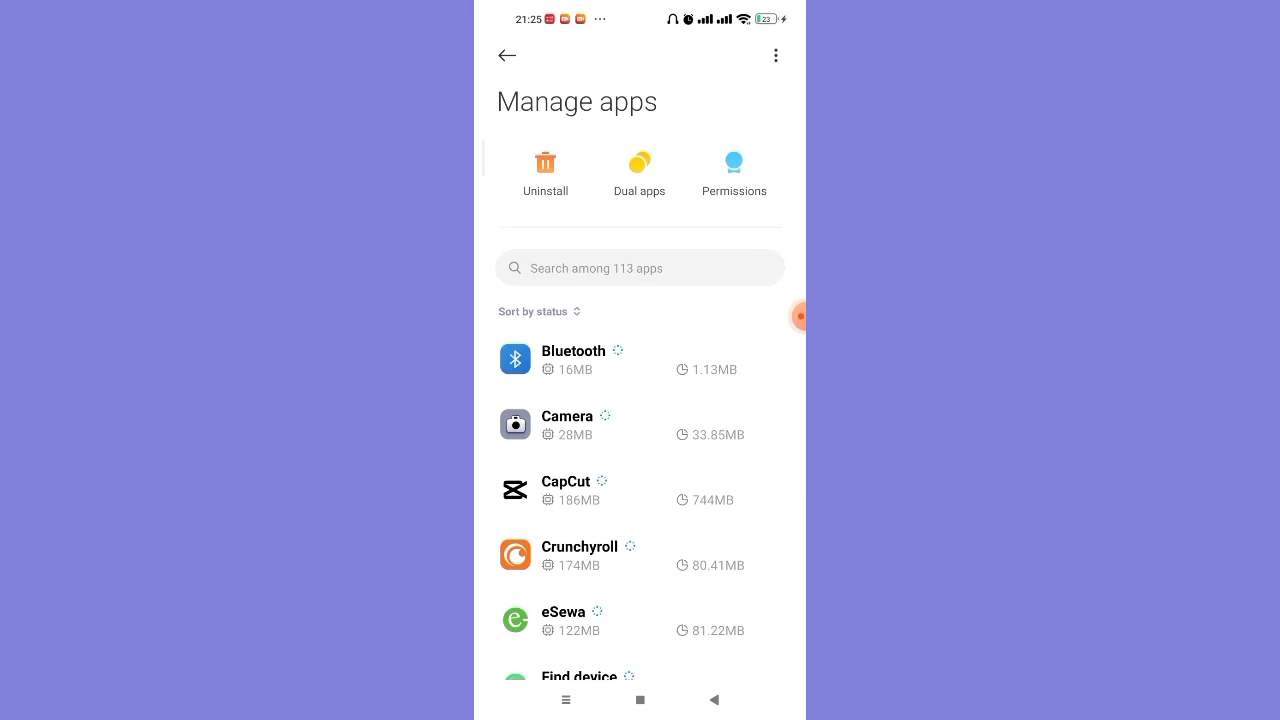 21:25 23
Manage apps
Uninstall Dual apps Permissions
Search among 113 apps
Sort by status
Bluetooth
16MB 1.13MB
Camera
28MB 33.85MB
CapCut
186MB 744MB
Crunchyroll
174MB 80.41MB
eSewa
122MB 81.22MB
Find device